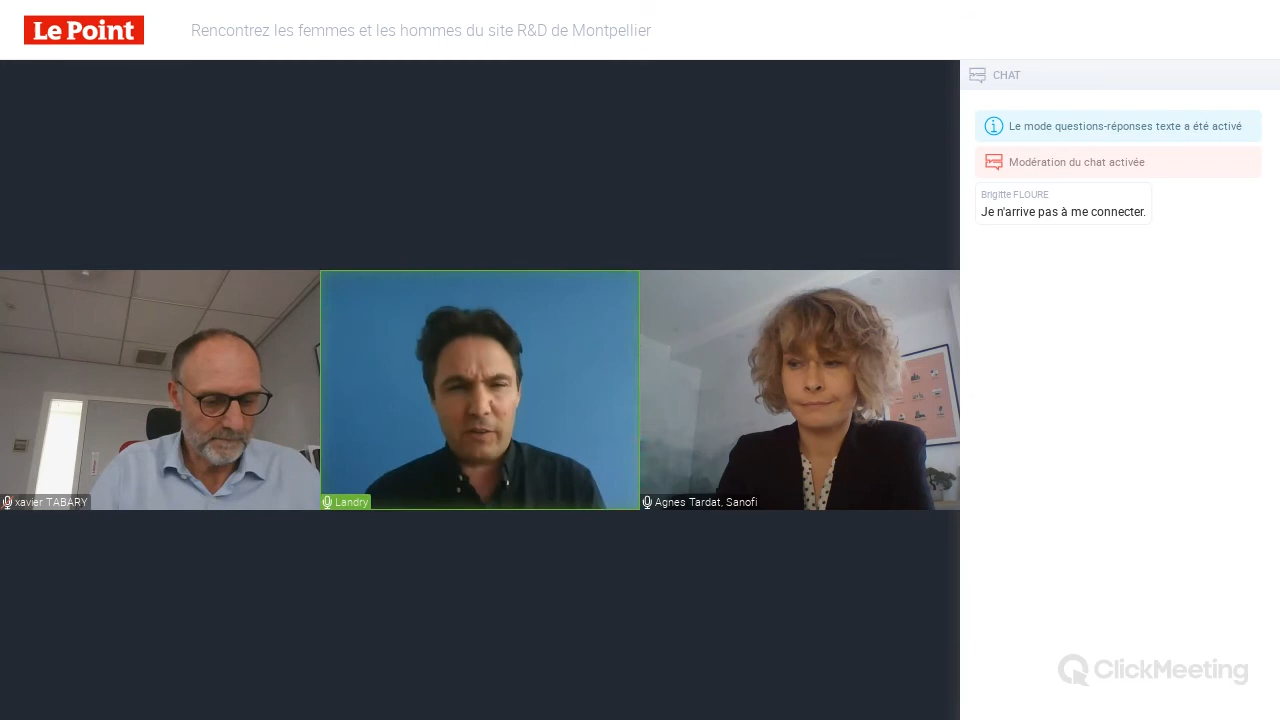 Le Point
Rencontrez les femmes et les hommes du site R&D de Montpellier
CHAT
Le mode questions-réponses texte a été activé
Modération du chat activée
Brigitte FLOURE
Je n'arrive pas à me connecter.
xavier TABARY
Landry
Agnes Tardat, Sanofi
ClickMeeting